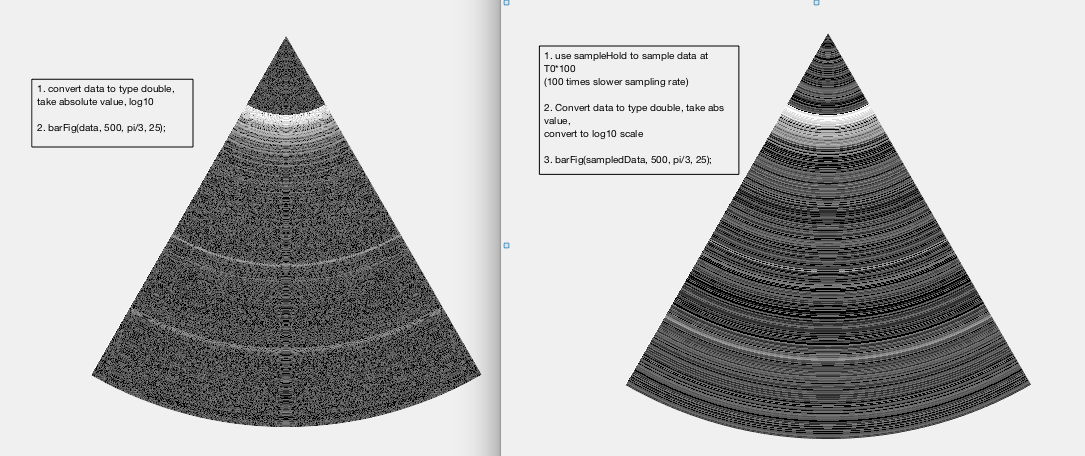 1. convert data to type double,
take absolute value, log10
2. barFig(data, 500, pi/3, 25);
1. use sampleHold to sample data at
T0*100
(100 times slower sampling rate)
2. Convert data to type double, take abs
value,
convert to log10 scale
3. barFig(sampledData, 500, pi/3, 25);